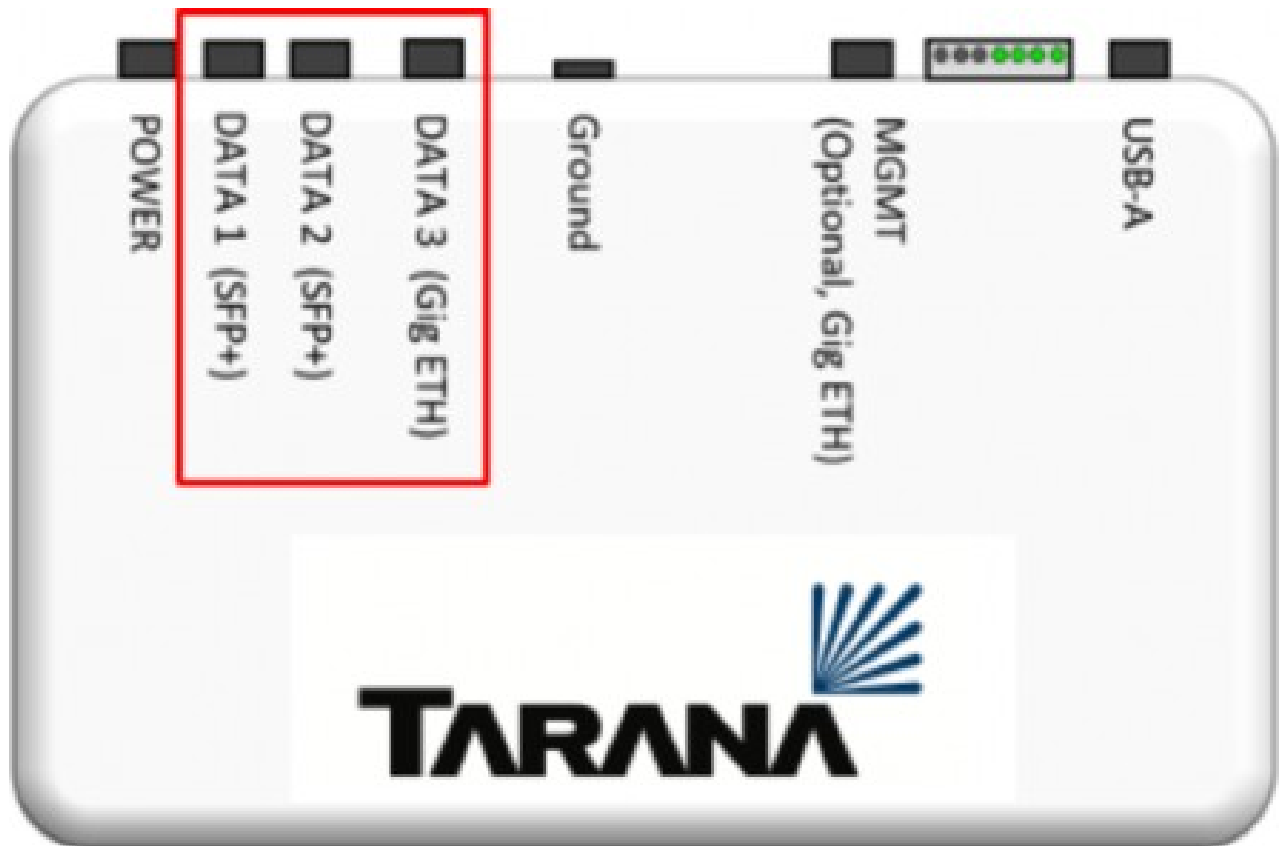 POWER
DATA 1 (SFP+)
DATA 2 (SFP+)
DATA 3 (Gig ETH)
Ground
MGMT
(Optional, Gig ETH)
USB-A
TARANA